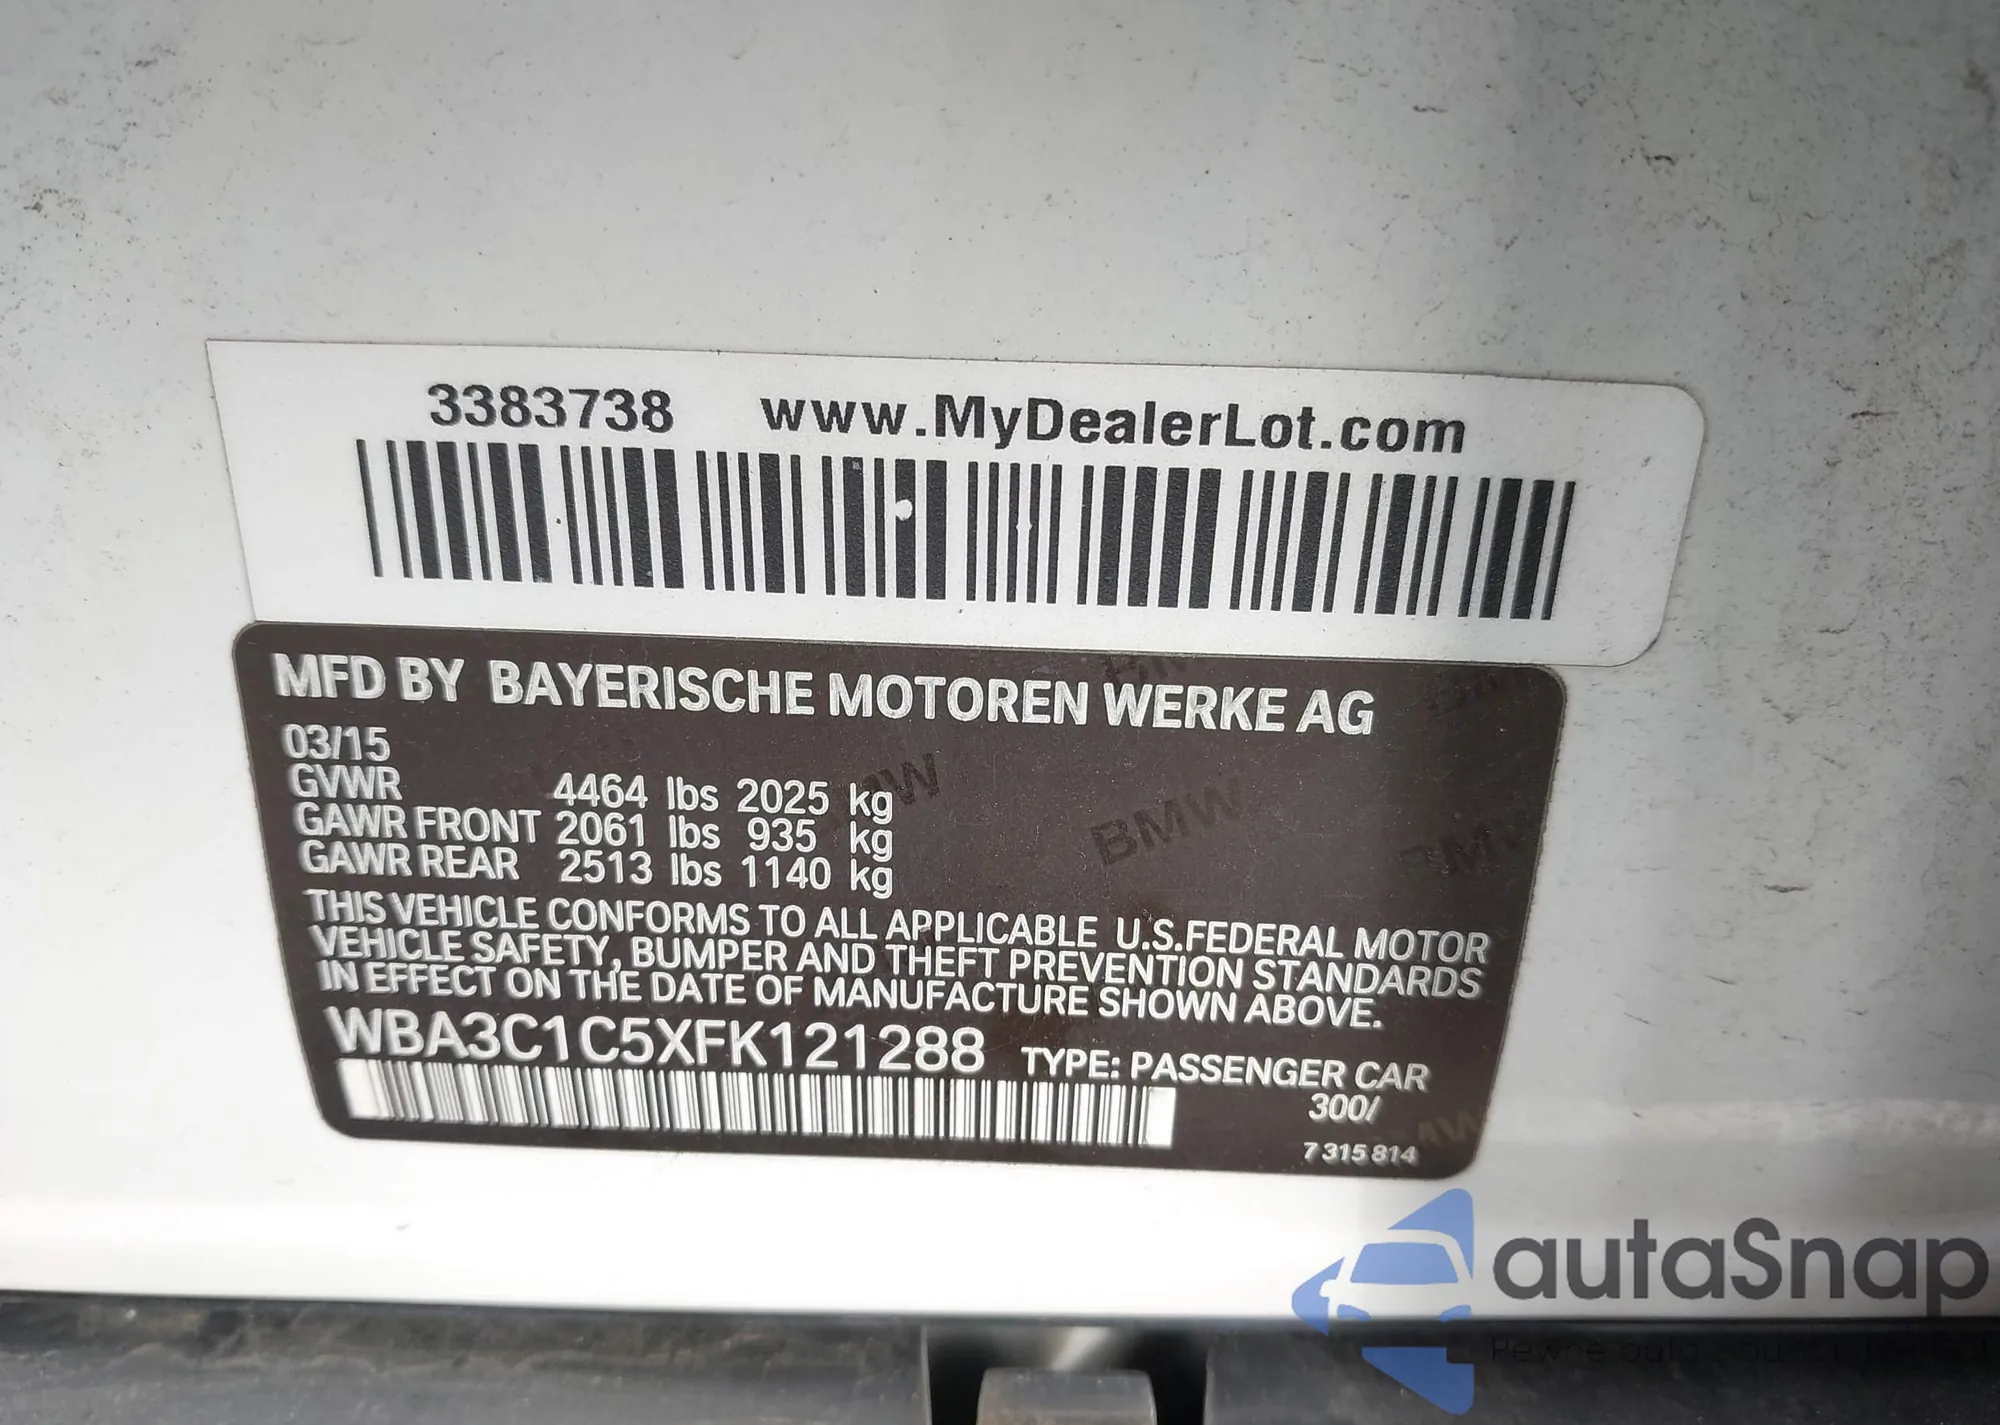 3383738 www.MyDealerLot.com
MFD BY BAYERISCHE MOTOREN WERKE AG
03/15
GVWR 4464 lbs 2025 kg
GAWR FRONT 2061 lbs 935 kg
GAWR REAR 2513 lbs 1140 kg
THIS VEHICLE CONFORMS TO ALL APPLICABLE U.S.FEDERAL MOTOR
VEHICLE SAFETY, BUMPER AND THEFT PREVENTION STANDARDS
IN EFFECT ON THE DATE OF MANUFACTURE SHOWN ABOVE.
WBA3C1C5XFK121288 TYPE: PASSENGER CAR
300/
7 315 814
BMW
autaSnap
Pewne auta